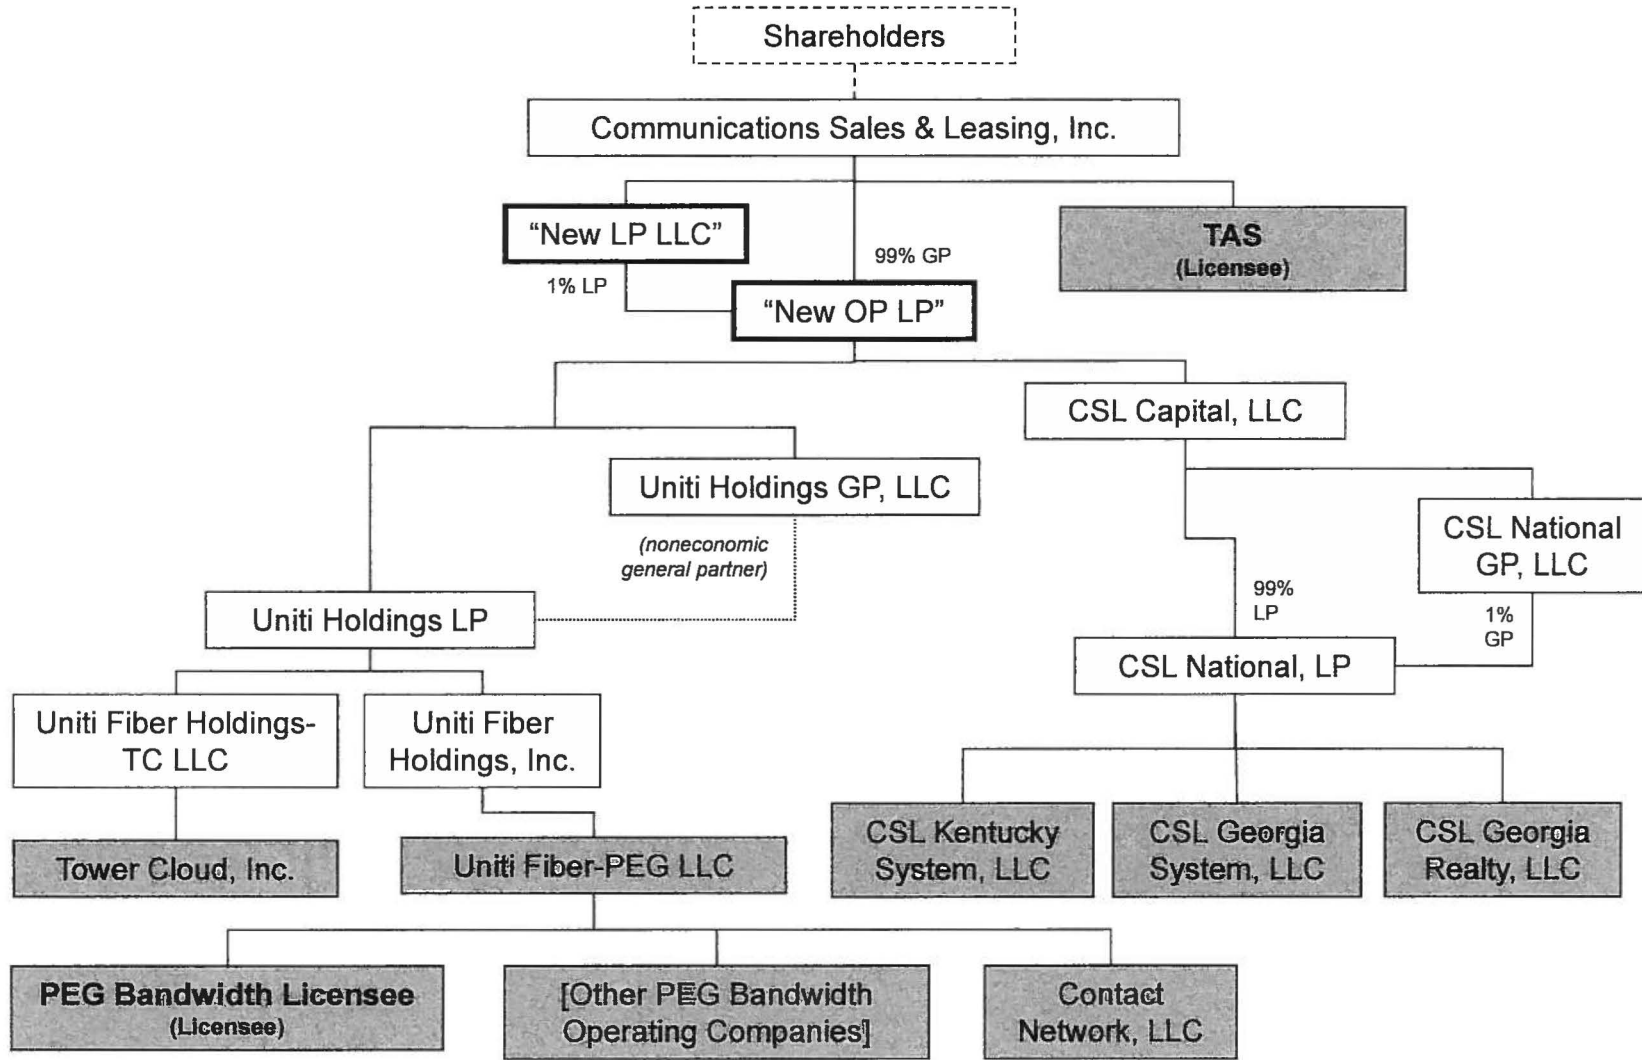 Shareholders
Communications Sales & Leasing, Inc.
“New LP LLC”
TAS
(Licensee)
99% GP
1% LP
“New OP LP”
CSL Capital, LLC
Uniti Holdings GP, LLC
CSL National
GP, LLC
(noneconomic
general partner)
Uniti Holdings LP
99%
LP
1%
GP
CSL National, LP
Uniti Fiber Holdings-
TC LLC
Uniti Fiber
Holdings, Inc.
Tower Cloud, Inc.
Uniti Fiber-PEG LLC
CSL Kentucky
System, LLC
CSL Georgia
System, LLC
CSL Georgia
Realty, LLC
PEG Bandwidth Licensee
(Licensee)
[Other PEG Bandwidth
Operating Companies]
Contact
Network, LLC